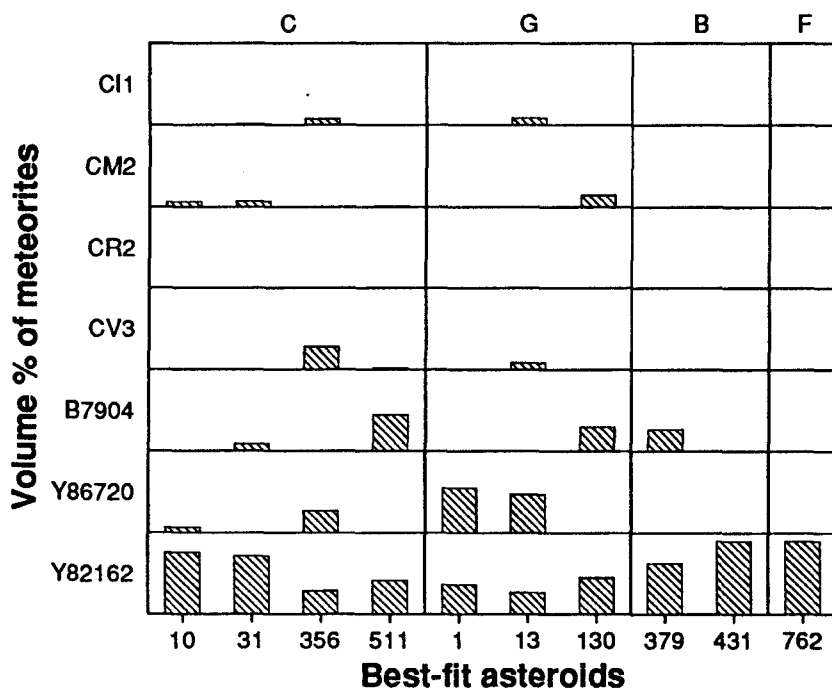 C G B F
CI1
CM2
CR2
CV3
B7904
Y86720
Y82162
Volume % of meteorites
10 31 356 511 1 13 130 379 431 762
Best-fit asteroids